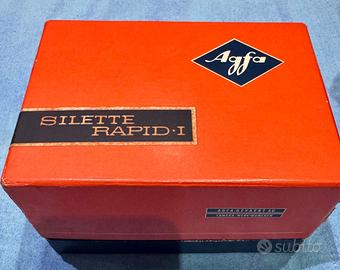 Agfa
SILETTE
RAPID·I
subito